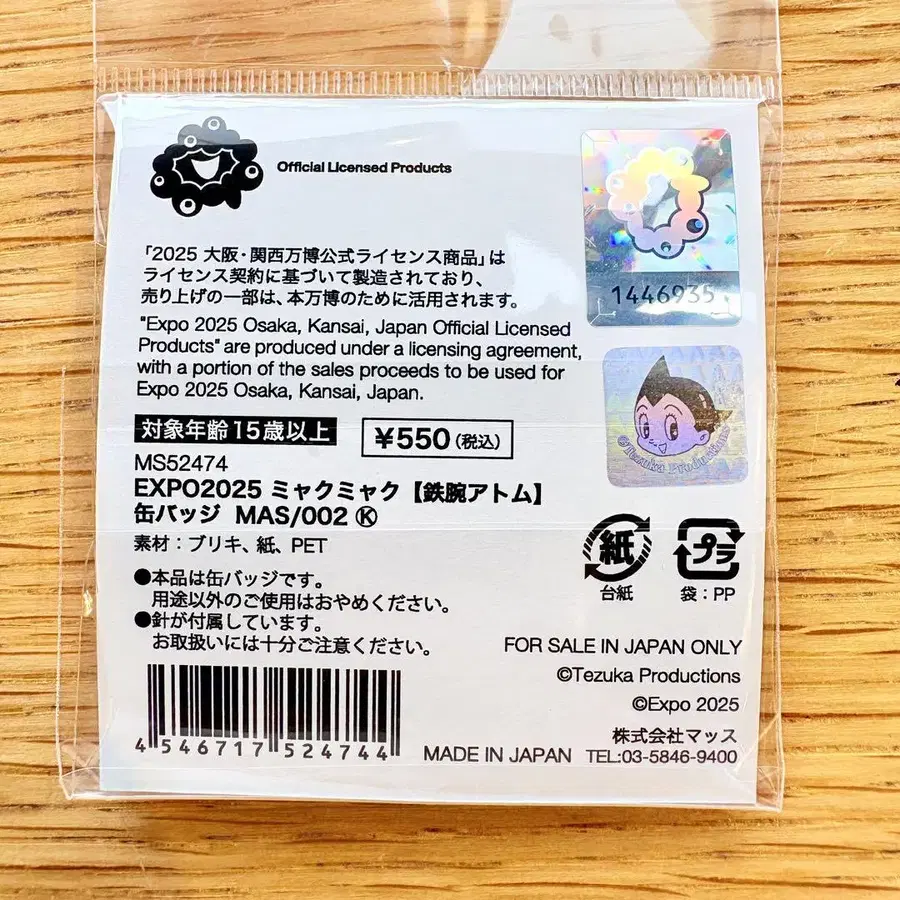 Official Licensed Products
「2025 大阪・関西万博公式ライセンス商品」は
ライセンス契約に基づいて製造されており、
売り上げの一部は、本万博のために活用されます。
"Expo 2025 Osaka, Kansai, Japan Official Licensed
Products" are produced under a licensing agreement,
with a portion of the sales proceeds to be used for
Expo 2025 Osaka, Kansai, Japan.
1446935
©Tezuka Productions
対象年齢15歳以上
¥550(税込)
MS52474
EXPO2025 ミャクミャク【鉄腕アトム】
缶バッジ MAS/002 Ⓚ
素材：ブリキ、紙、PET
●本品は缶バッジです。
用途以外のご使用はおやめください。
●針が付属しています。
お取扱いには十分ご注意ください。
紙
台紙
プラ
袋：PP
FOR SALE IN JAPAN ONLY
©Tezuka Productions
©Expo 2025
株式会社マッス
MADE IN JAPAN TEL:03-5846-9400
4 546717 524744